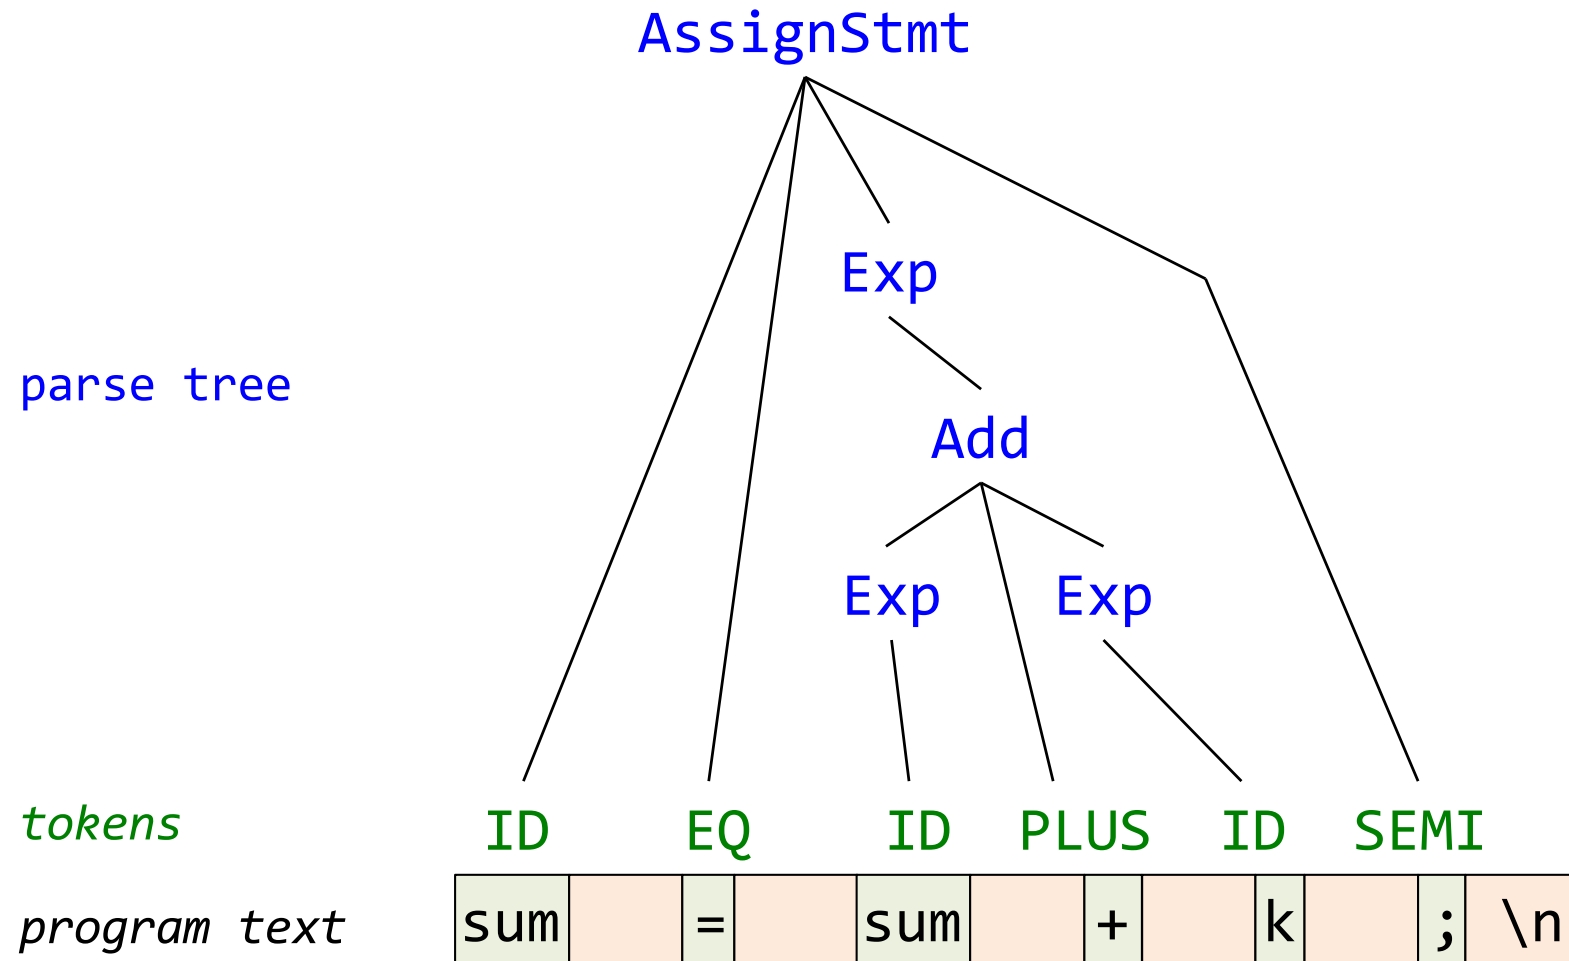 AssignStmt
Exp
parse tree
Add
Exp Exp
tokens ID EQ ID PLUS ID SEMI
program text sum = sum + k ; \n